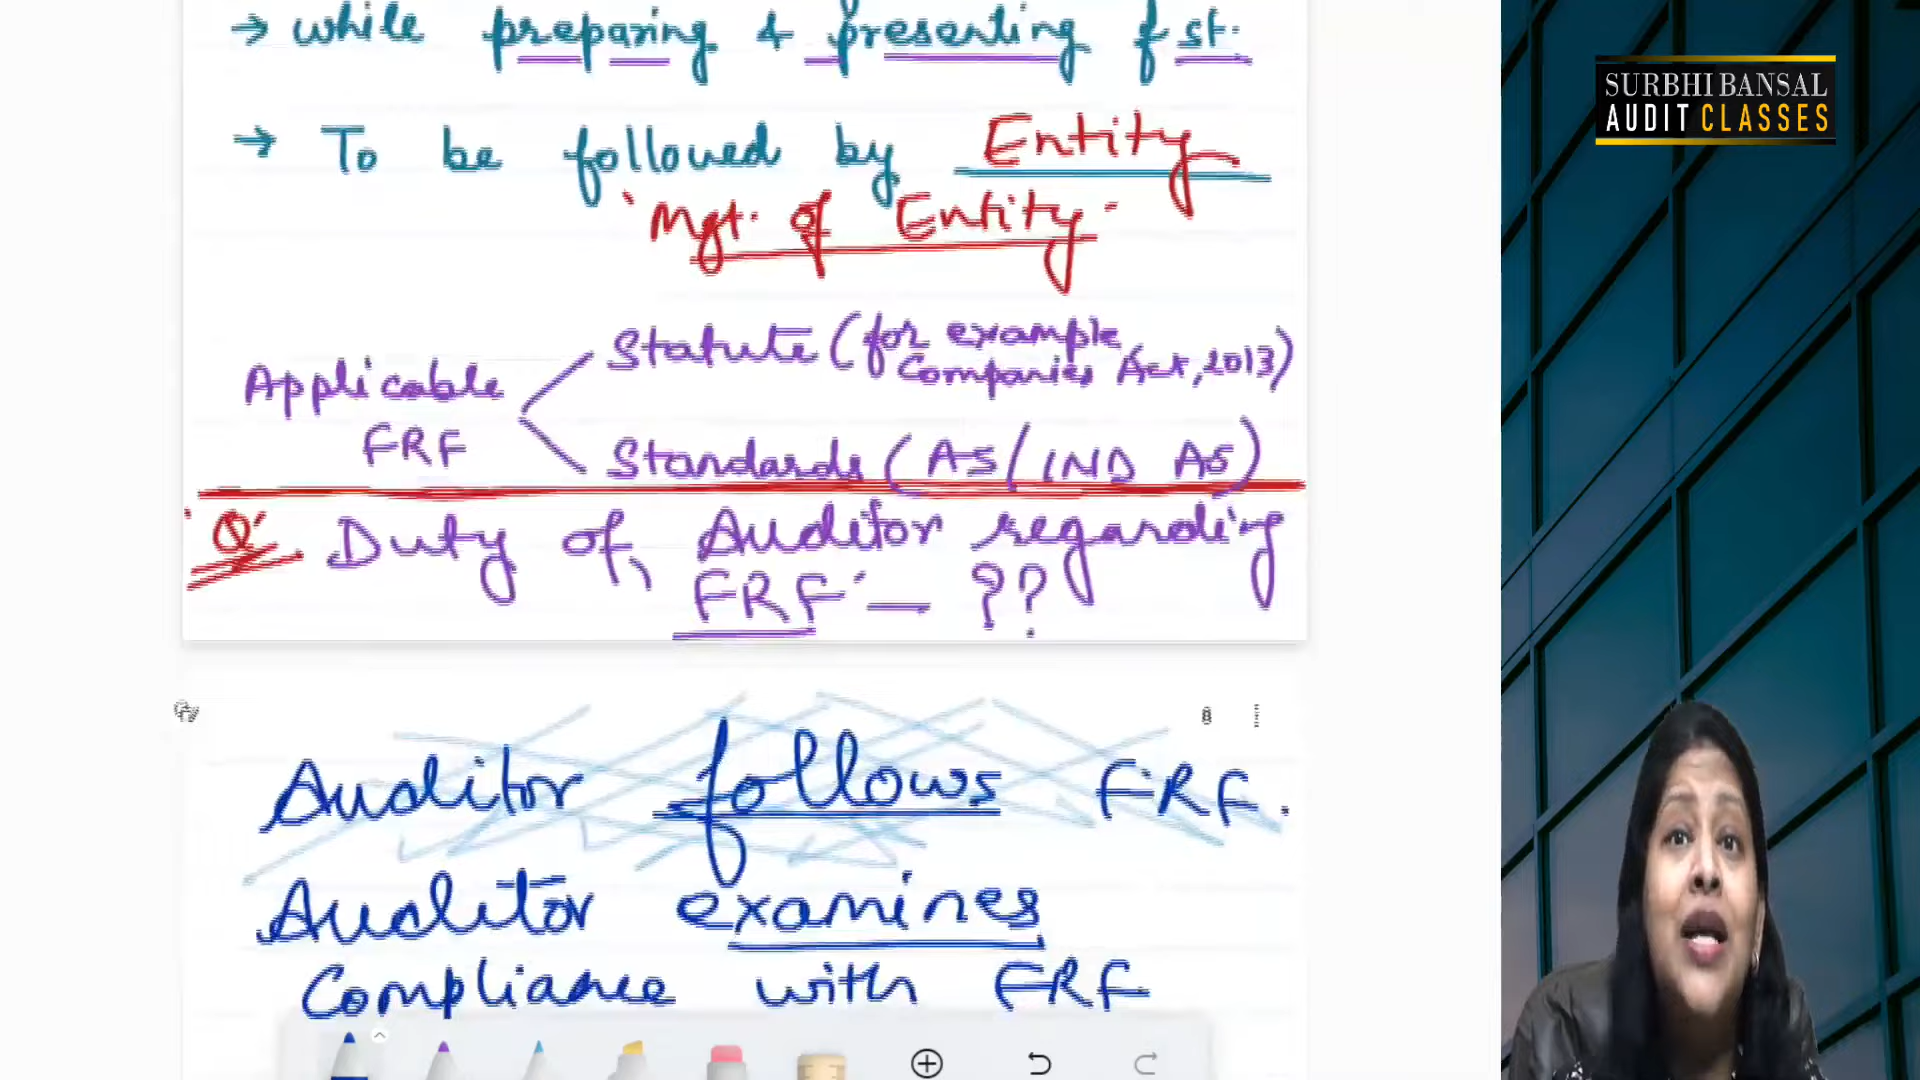 → while preparing & presenting f st.
→ To be followed by Entity
'Mgt. of Entity'
Applicable FRF
Statute (for example Companies Act, 2013)
Standards (AS/IND AS)
'Q' Duty of Auditor regarding
FRF — ??
8
Auditor follows FRF.
Auditor examines
Compliance with FRF
SURBHI BANSAL
AUDIT CLASSES